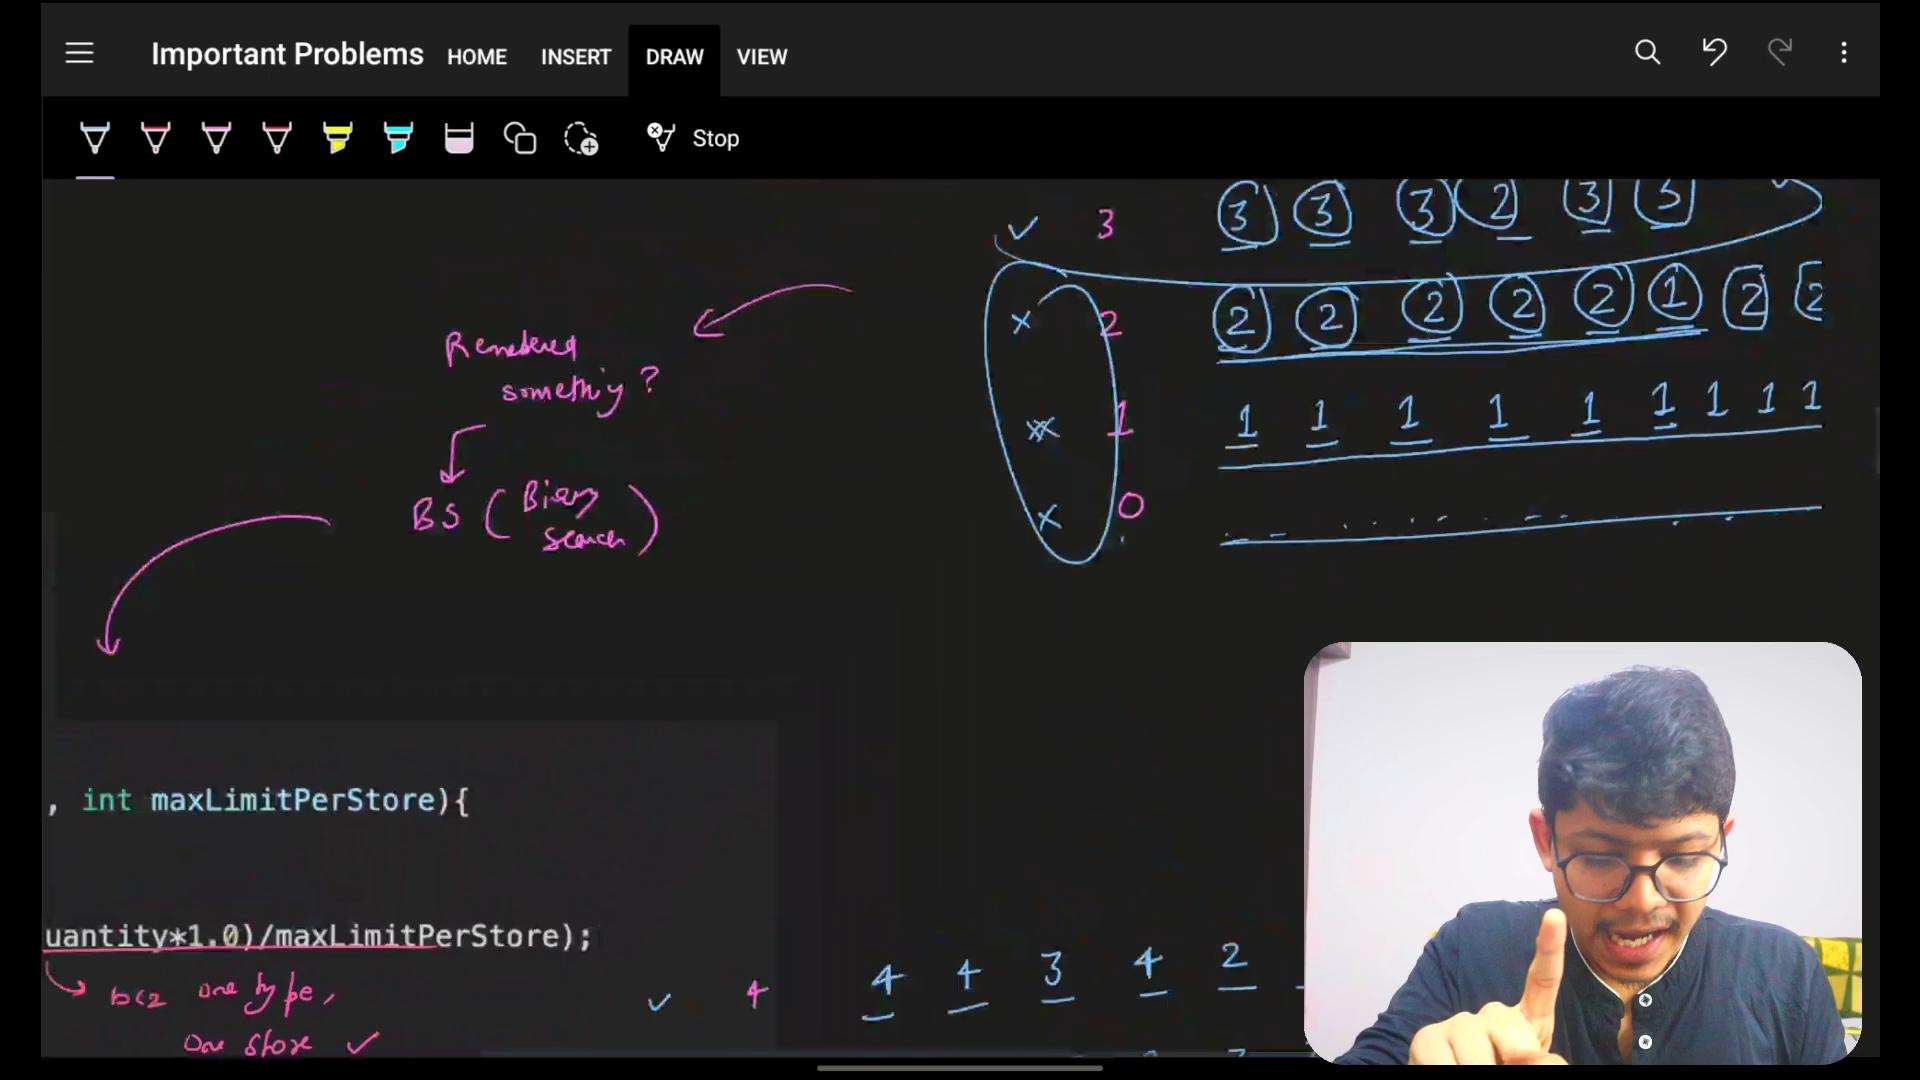 Important Problems HOME INSERT DRAW VIEW
Stop
✓ 3 3 3 3 2 3 3
× 2 2 2 2 2 2 1 2 2
1 1 1 1 1 1 1 1 1 1
× 0
something ?
BS (Binary
Search)
, int maxLimitPerStore){
uantity*1.0)/maxLimitPerStore);
bcz one type,
One store ✓
✓ 4 4 4 3 4 2